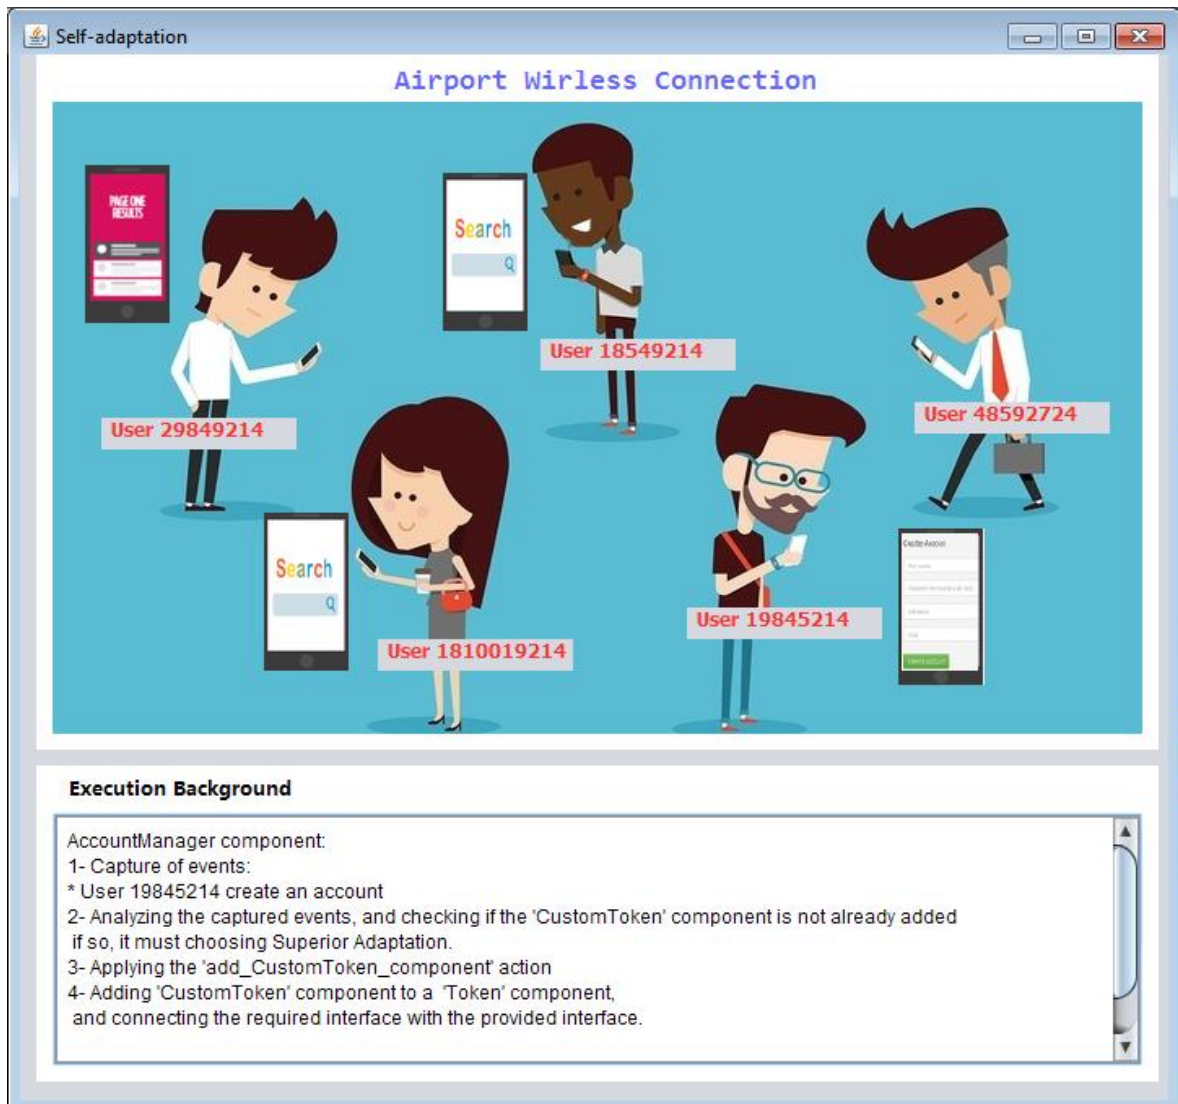 Self-adaptation
Airport Wirless Connection
PAGE ONE
RESULTS
Search
User 18549214
User 48592724
User 29849214
Search
Create Account
User 19845214
User 1810019214
Execution Background
AccountManager component:
1- Capture of events:
* User 19845214 create an account
2- Analyzing the captured events, and checking if the 'CustomToken' component is not already added
if so, it must choosing Superior Adaptation.
3- Applying the 'add_CustomToken_component' action
4- Adding 'CustomToken' component to a 'Token' component,
and connecting the required interface with the provided interface.